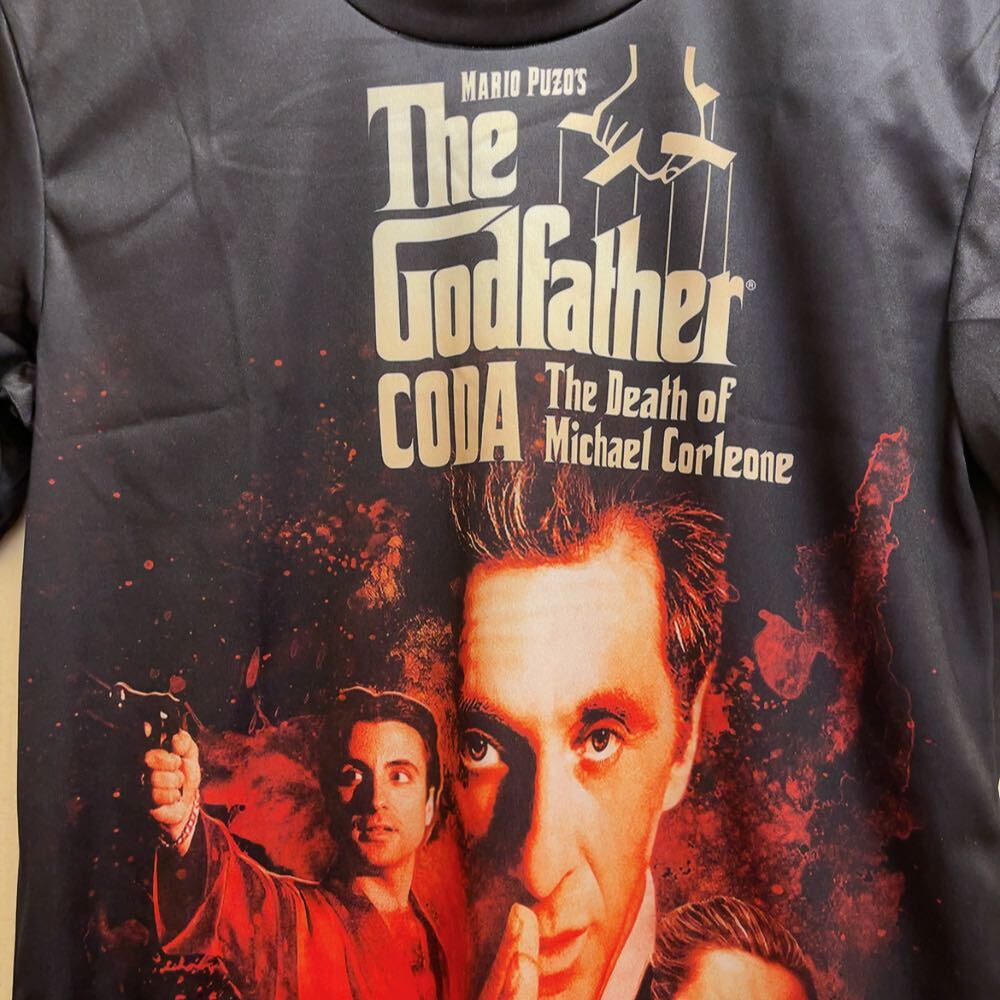 MARIO PUZO'S
The
Godfather®
CODA The Death of
Michael Corleone